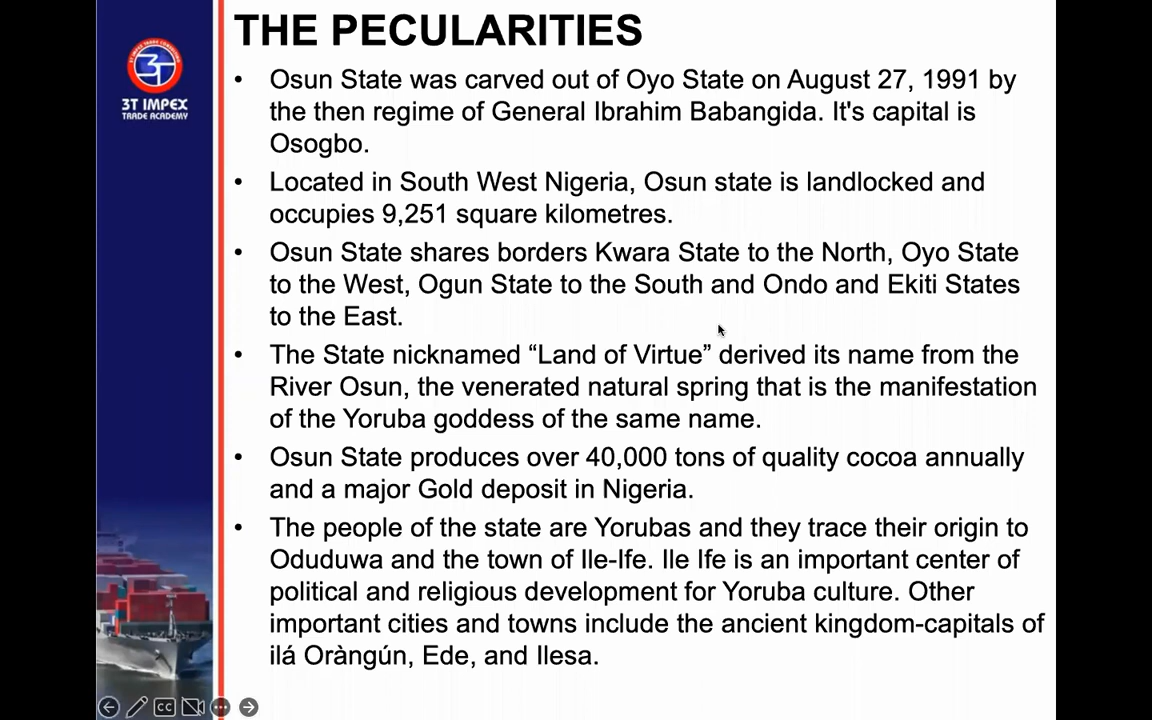 THE PECULARITIES
3T IMPEX
TRADE ACADEMY
• Osun State was carved out of Oyo State on August 27, 1991 by
the then regime of General Ibrahim Babangida. It's capital is
Osogbo.
• Located in South West Nigeria, Osun state is landlocked and
occupies 9,251 square kilometres.
• Osun State shares borders Kwara State to the North, Oyo State
to the West, Ogun State to the South and Ondo and Ekiti States
to the East.
• The State nicknamed “Land of Virtue” derived its name from the
River Osun, the venerated natural spring that is the manifestation
of the Yoruba goddess of the same name.
• Osun State produces over 40,000 tons of quality cocoa annually
and a major Gold deposit in Nigeria.
• The people of the state are Yorubas and they trace their origin to
Oduduwa and the town of Ile-Ife. Ile Ife is an important center of
political and religious development for Yoruba culture. Other
important cities and towns include the ancient kingdom-capitals of
ilá Oràngún, Ede, and Ilesa.
CC